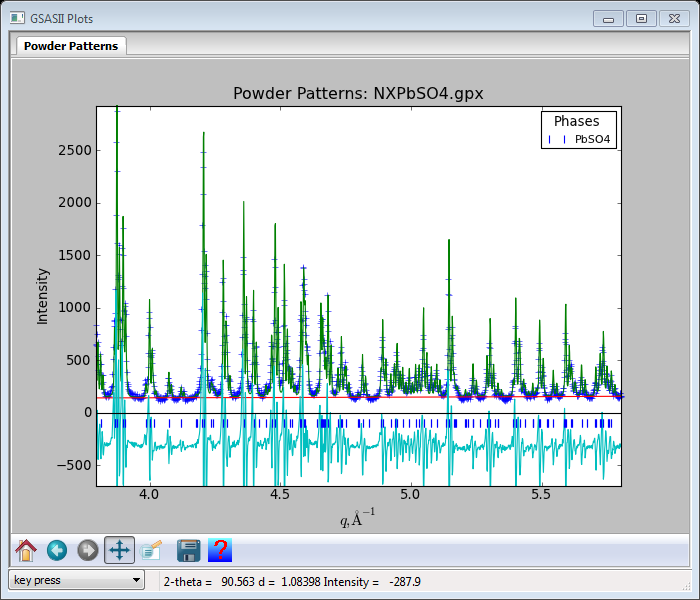 GSASII Plots
Powder Patterns
Powder Patterns: NXPbSO4.gpx
Phases
PbSO4
2500
2000
1500
1000
500
0
−500
Intensity
4.0 4.5 5.0 5.5
q, Å⁻¹
?
key press
2-theta = 90.563 d = 1.08398 Intensity = -287.9